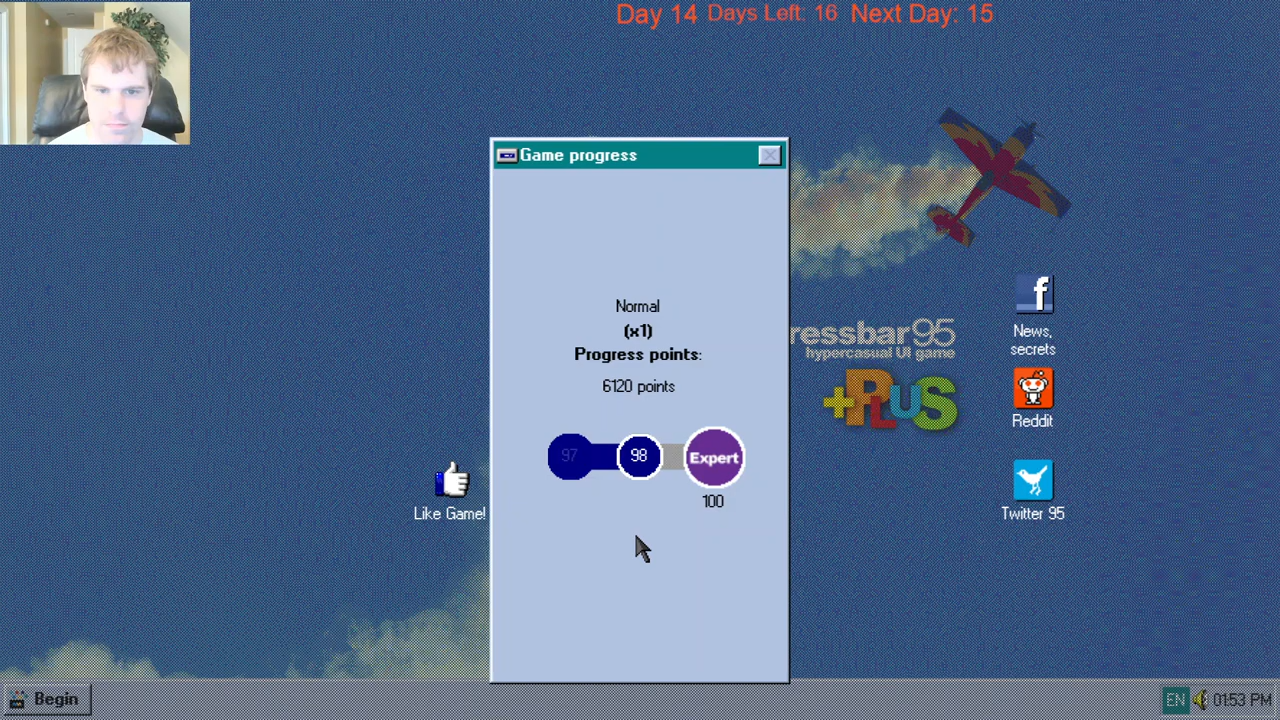 Day 14 Days Left: 16 Next Day: 15
Game progress
Normal
(x1)
Progress points:
6120 points
97
98
Expert
100
ressbar95
hypercasual UI game
+PLUS
News,
secrets
Reddit
Like Game!
Twitter 95
Begin
EN
01:53 PM